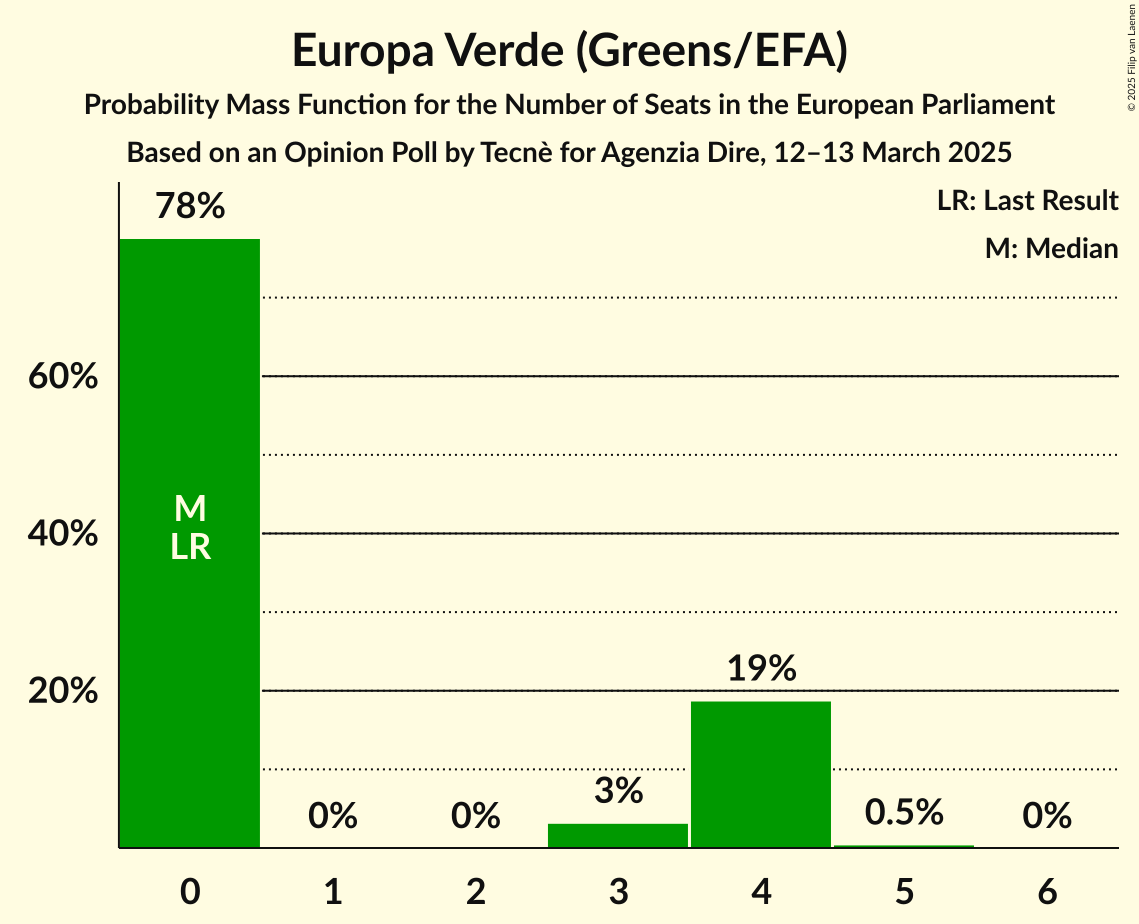 Europa Verde (Greens/EFA)
Probability Mass Function for the Number of Seats in the European Parliament
Based on an Opinion Poll by Tecnè for Agenzia Dire, 12–13 March 2025
© 2025 Filip van Laenen
LR: Last Result
M: Median
78%
60%
40%
20%
M
LR
0%
0%
3%
19%
0.5%
0%
0
1
2
3
4
5
6